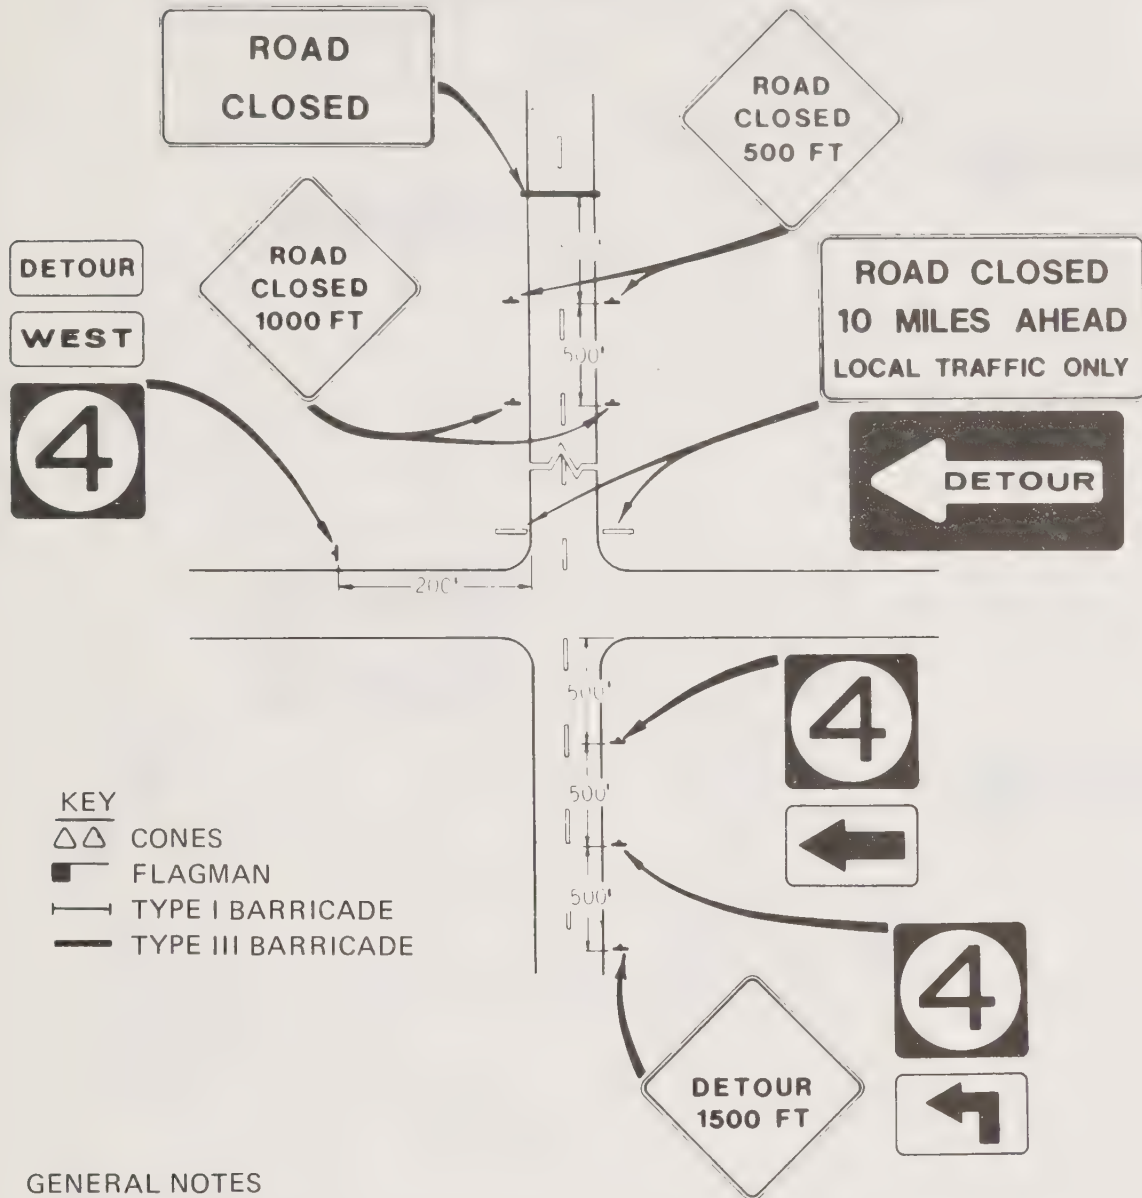 ROAD
CLOSED
ROAD
CLOSED
500 FT
ROAD
CLOSED
1000 FT
DETOUR
WEST
4
ROAD CLOSED
10 MILES AHEAD
LOCAL TRAFFIC ONLY
DETOUR
500'
200'
500'
4
500'
500'
4
DETOUR
1500 FT
KEY
CONES
FLAGMAN
TYPE I BARRICADE
TYPE III BARRICADE
GENERAL NOTES